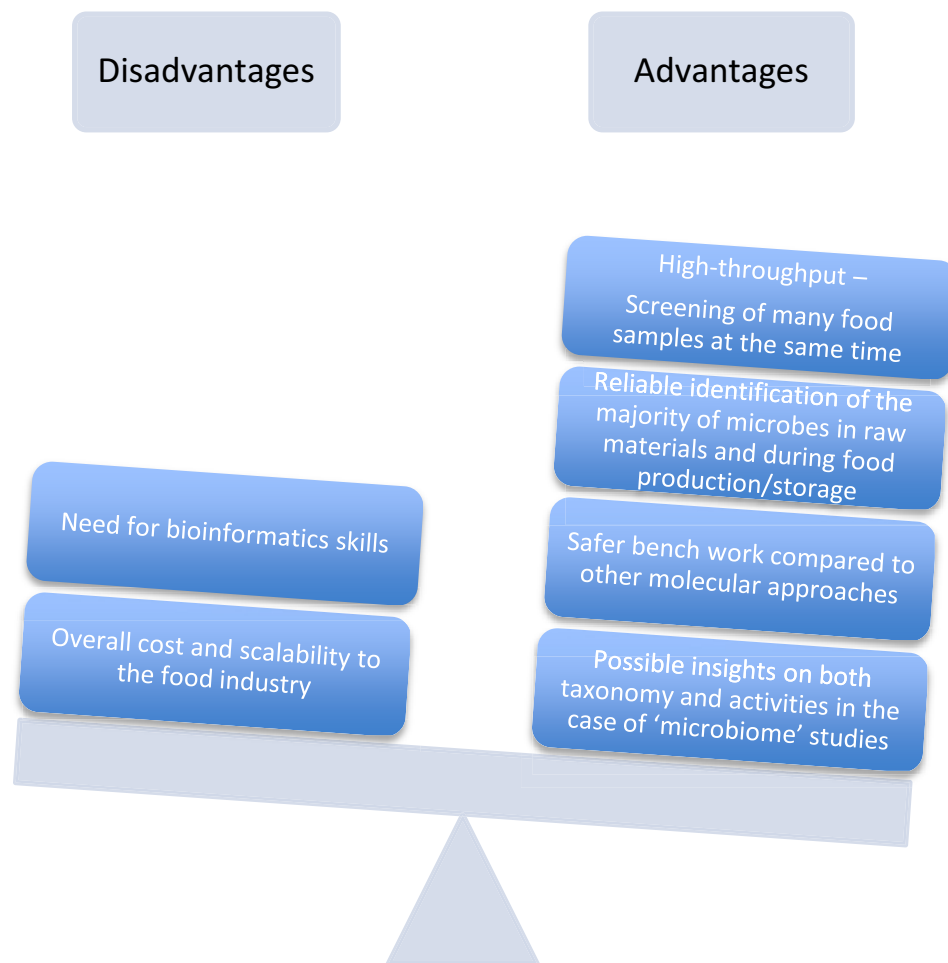 Disadvantages
Advantages
High-throughput –
Screening of many food
samples at the same time
Reliable identification of the
majority of microbes in raw
materials and during food
production/storage
Need for bioinformatics skills
Safer bench work compared to
other molecular approaches
Overall cost and scalability to
the food industry
Possible insights on both
taxonomy and activities in the
case of ‘microbiome’ studies